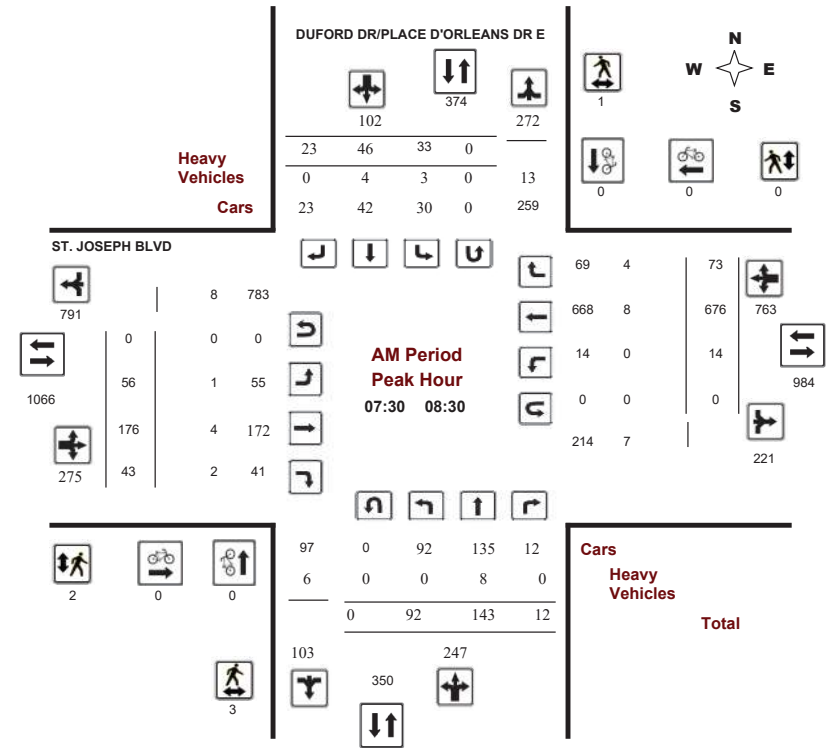 DUFORD DR/PLACE D'ORLEANS DR E
N
W E
S
374
1
102 272
23 46 33 0
Heavy
Vehicles
0 4 3 0 13
Cars
23 42 30 0 259
0 0 0
ST. JOSEPH BLVD
69 4 73
8 783
791
668 8 676 763
0 0 0
AM Period
Peak Hour
07:30 08:30
14 0 14
1066
56 1 55
984
0 0 0
176 4 172
214 7
221
275
43 2 41
97 0 92 135 12
Cars
6 0 0 8 0
Heavy
Vehicles
2 0 0
0 92 143 12
Total
103 247
350
3